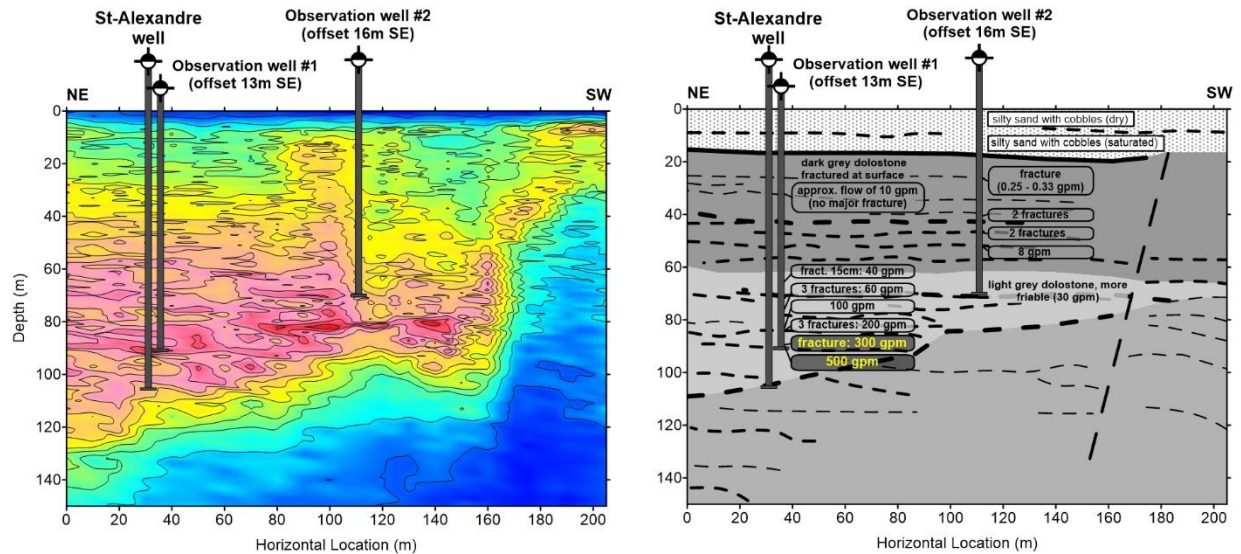 St-Alexandre
well
Observation well #2
(offset 16m SE)
Observation well #1
(offset 13m SE)
NE
SW
0
20
40
60
80
100
120
140
Depth (m)
0 20 40 60 80 100 120 140 160 180 200
Horizontal Location (m)
St-Alexandre
well
Observation well #2
(offset 16m SE)
Observation well #1
(offset 13m SE)
NE
SW
0
20
40
60
80
100
120
140
Depth (m)
silty sand with cobbles (dry)
silty sand with cobbles (saturated)
dark grey dolostone
fractured at surface
approx. flow of 10 gpm
(no major fracture)
fracture
(0.25 - 0.33 gpm)
2 fractures
2 fractures
8 gpm
fract. 15cm: 40 gpm
3 fractures: 60 gpm
100 gpm
3 fractures: 200 gpm
fracture: 300 gpm
500 gpm
light grey dolostone, more
friable (30 gpm)
0 20 40 60 80 100 120 140 160 180 200
Horizontal Location (m)